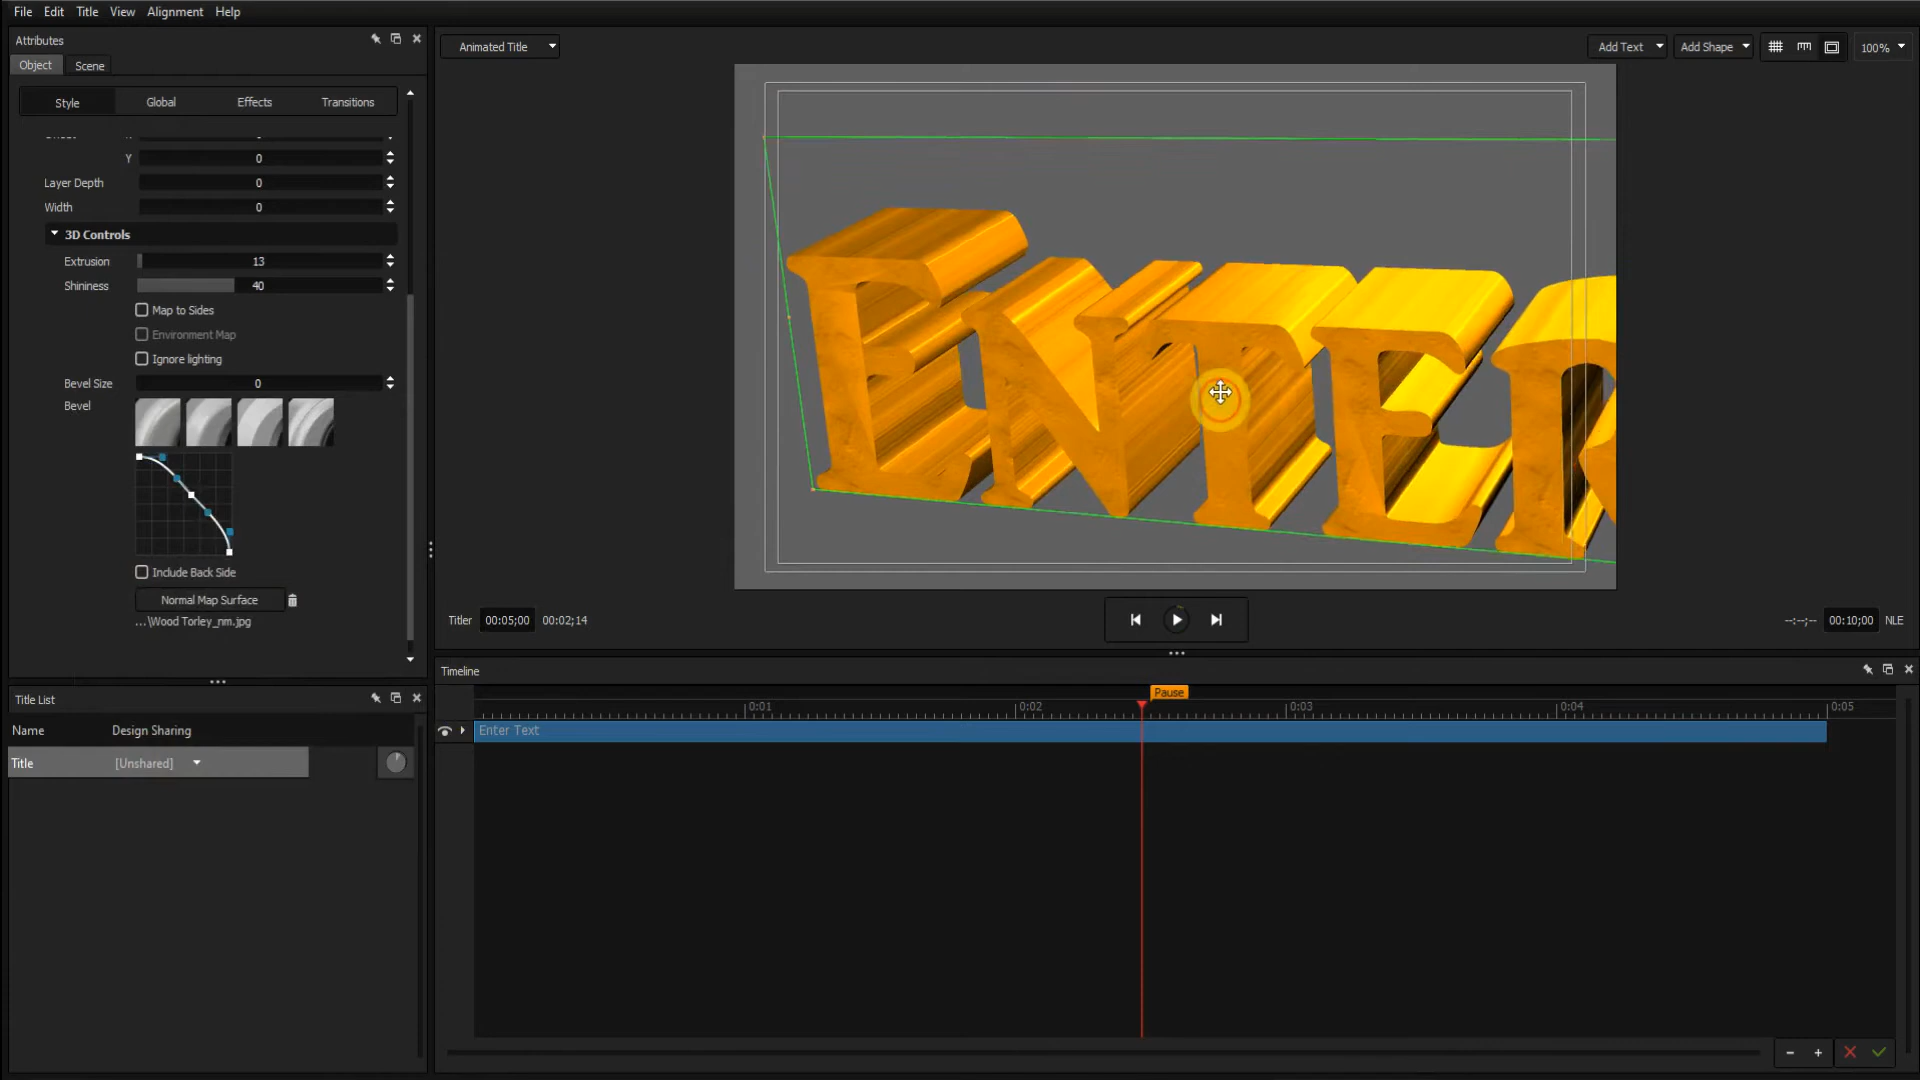 File Edit Title View Alignment Help
Attributes
Object Scene
Style Global Effects Transitions
Y 0
Layer Depth 0
Width 0
3D Controls
Extrusion 13
Shininess 40
Map to Sides
Environment Map
Ignore lighting
Bevel Size 0
Bevel
Include Back Side
Normal Map Surface
...\Wood Torley_nm.jpg
Animated Title
Add Text Add Shape 100%
ENTER
Titler 00:05;00 00:02;14
--:--;-- 00:10;00 NLE
Title List
Name Design Sharing
Title [Unshared]
Timeline
Pause
0:01 0:02 0:03 0:04 0:05
Enter Text